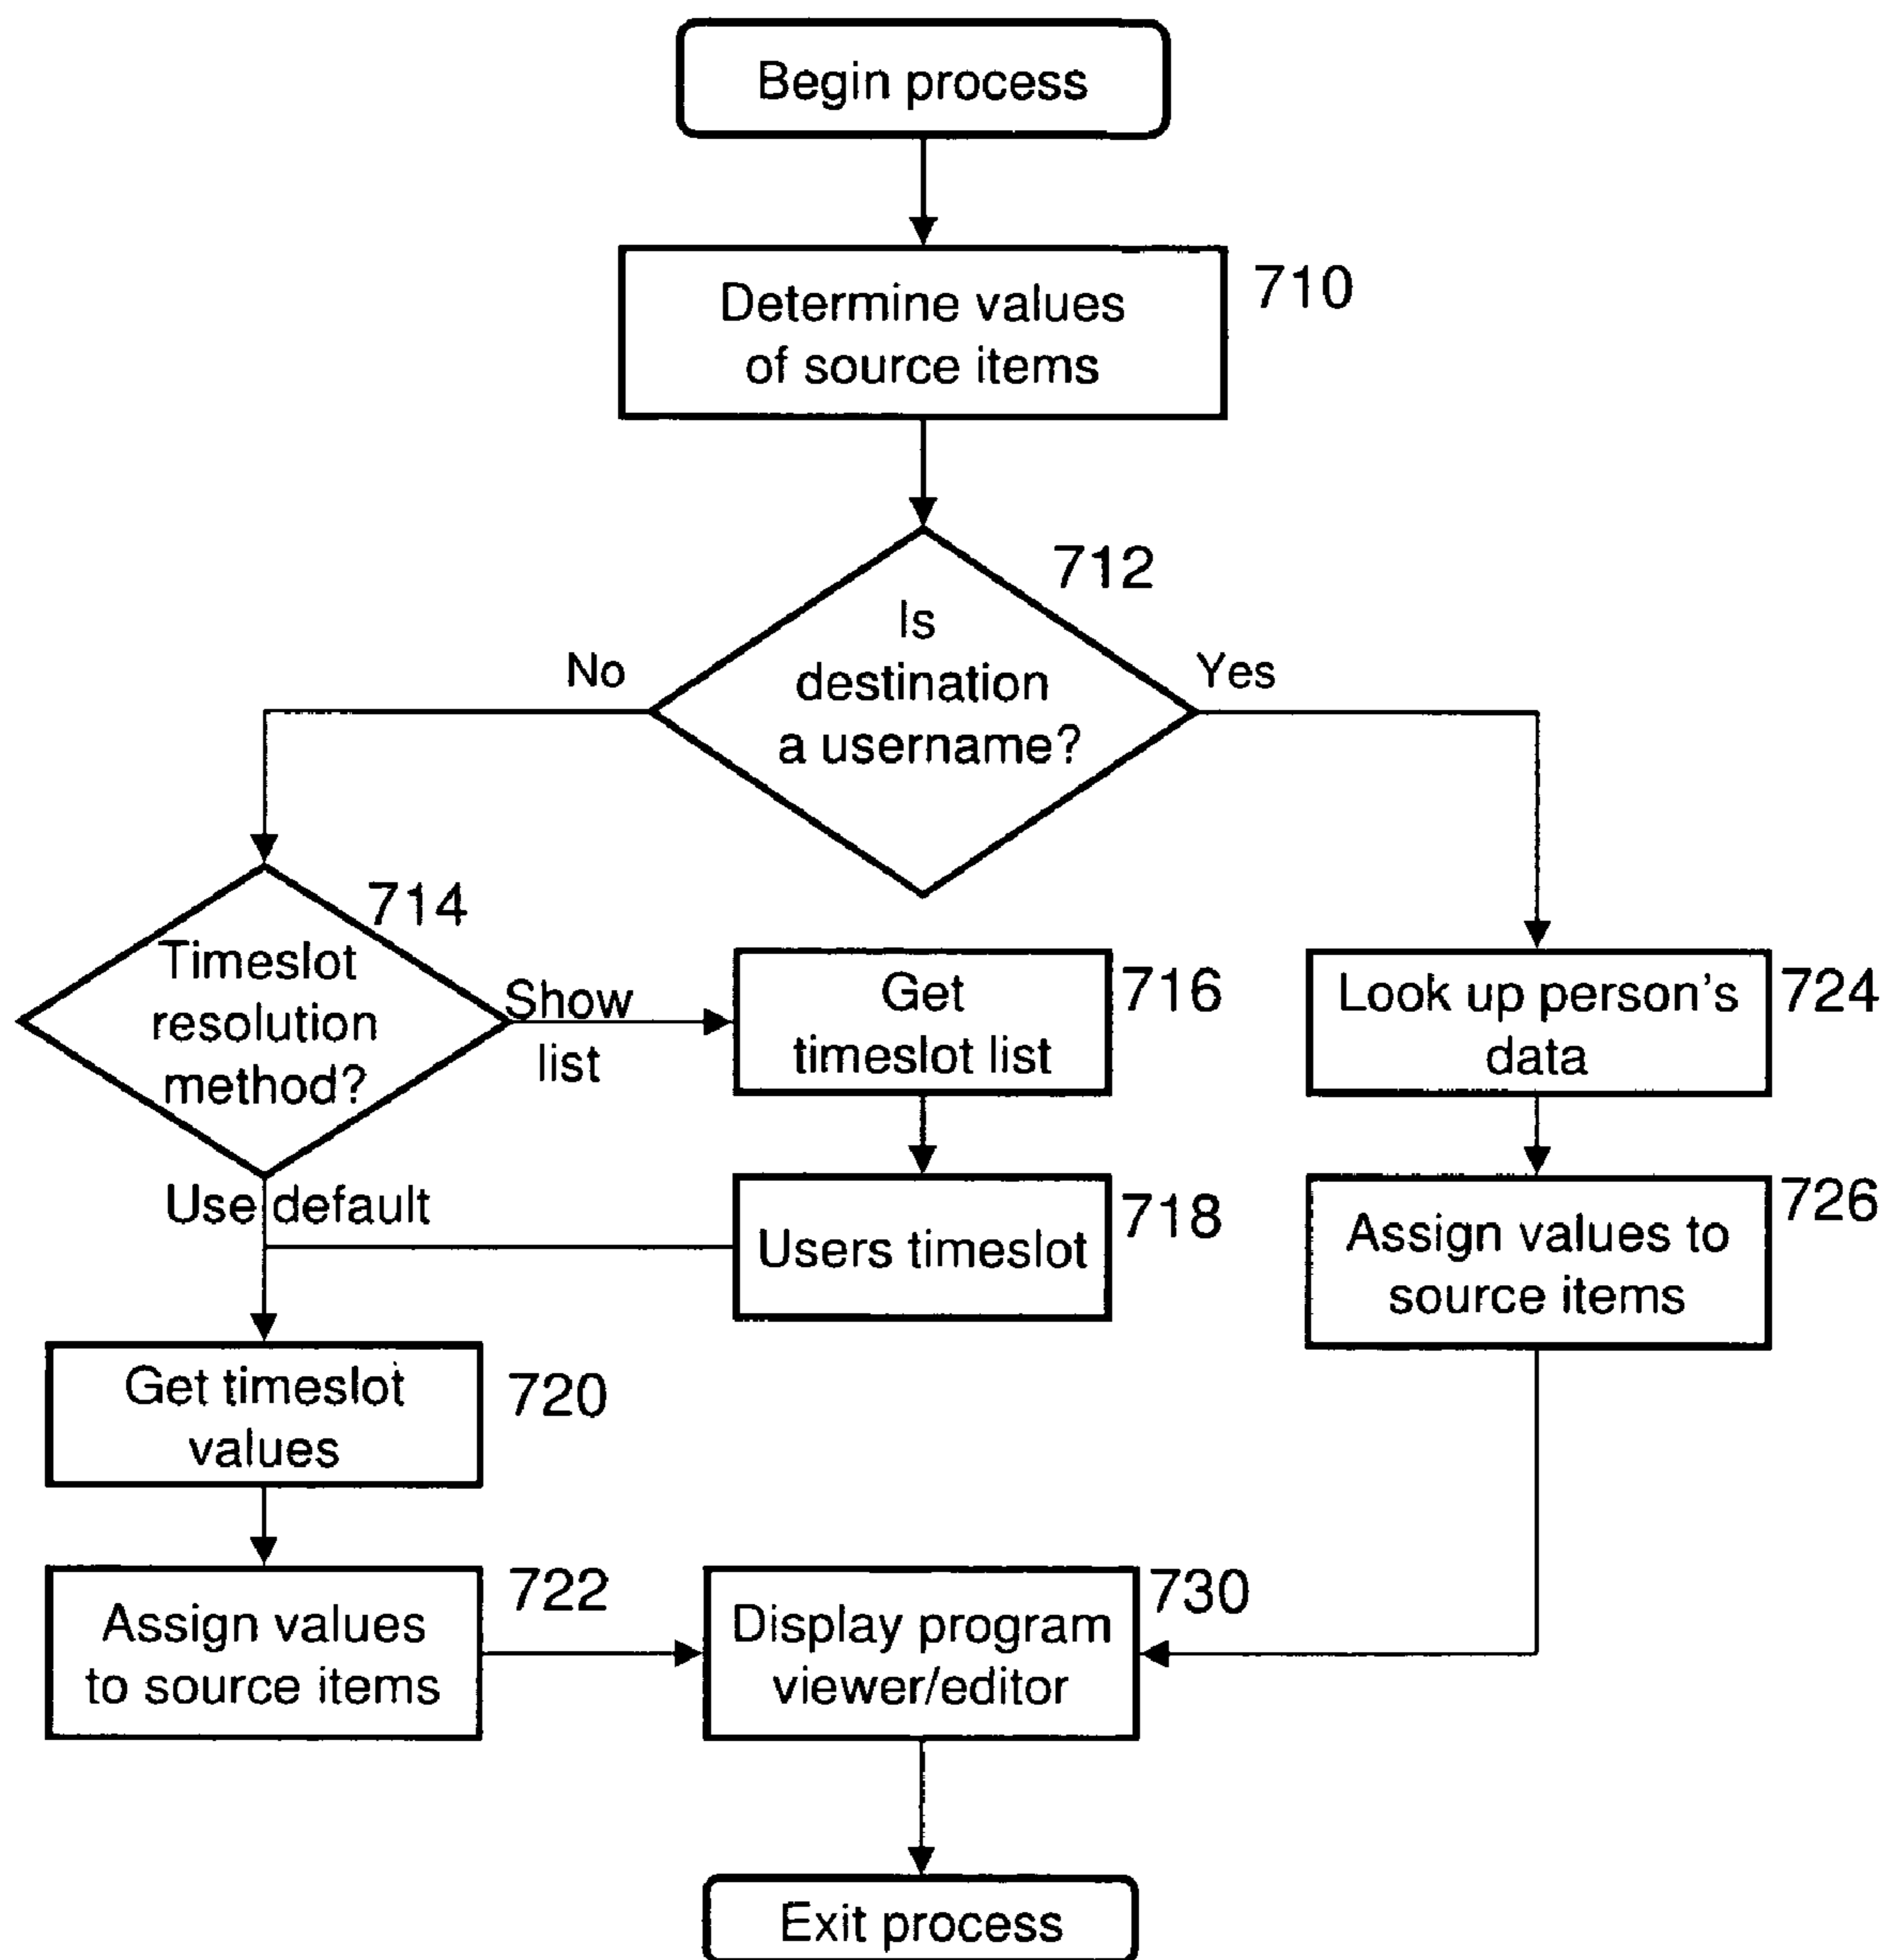 Begin process
Determine values
of source items
710
712
Is
destination
a username?
No
Yes
714
Timeslot
resolution
method?
Show
list
Get
timeslot list
716
Look up person's
data
724
Use default
Users timeslot
718
Assign values to
source items
726
Get timeslot
values
720
Assign values
to source items
722
Display program
viewer/editor
730
Exit process